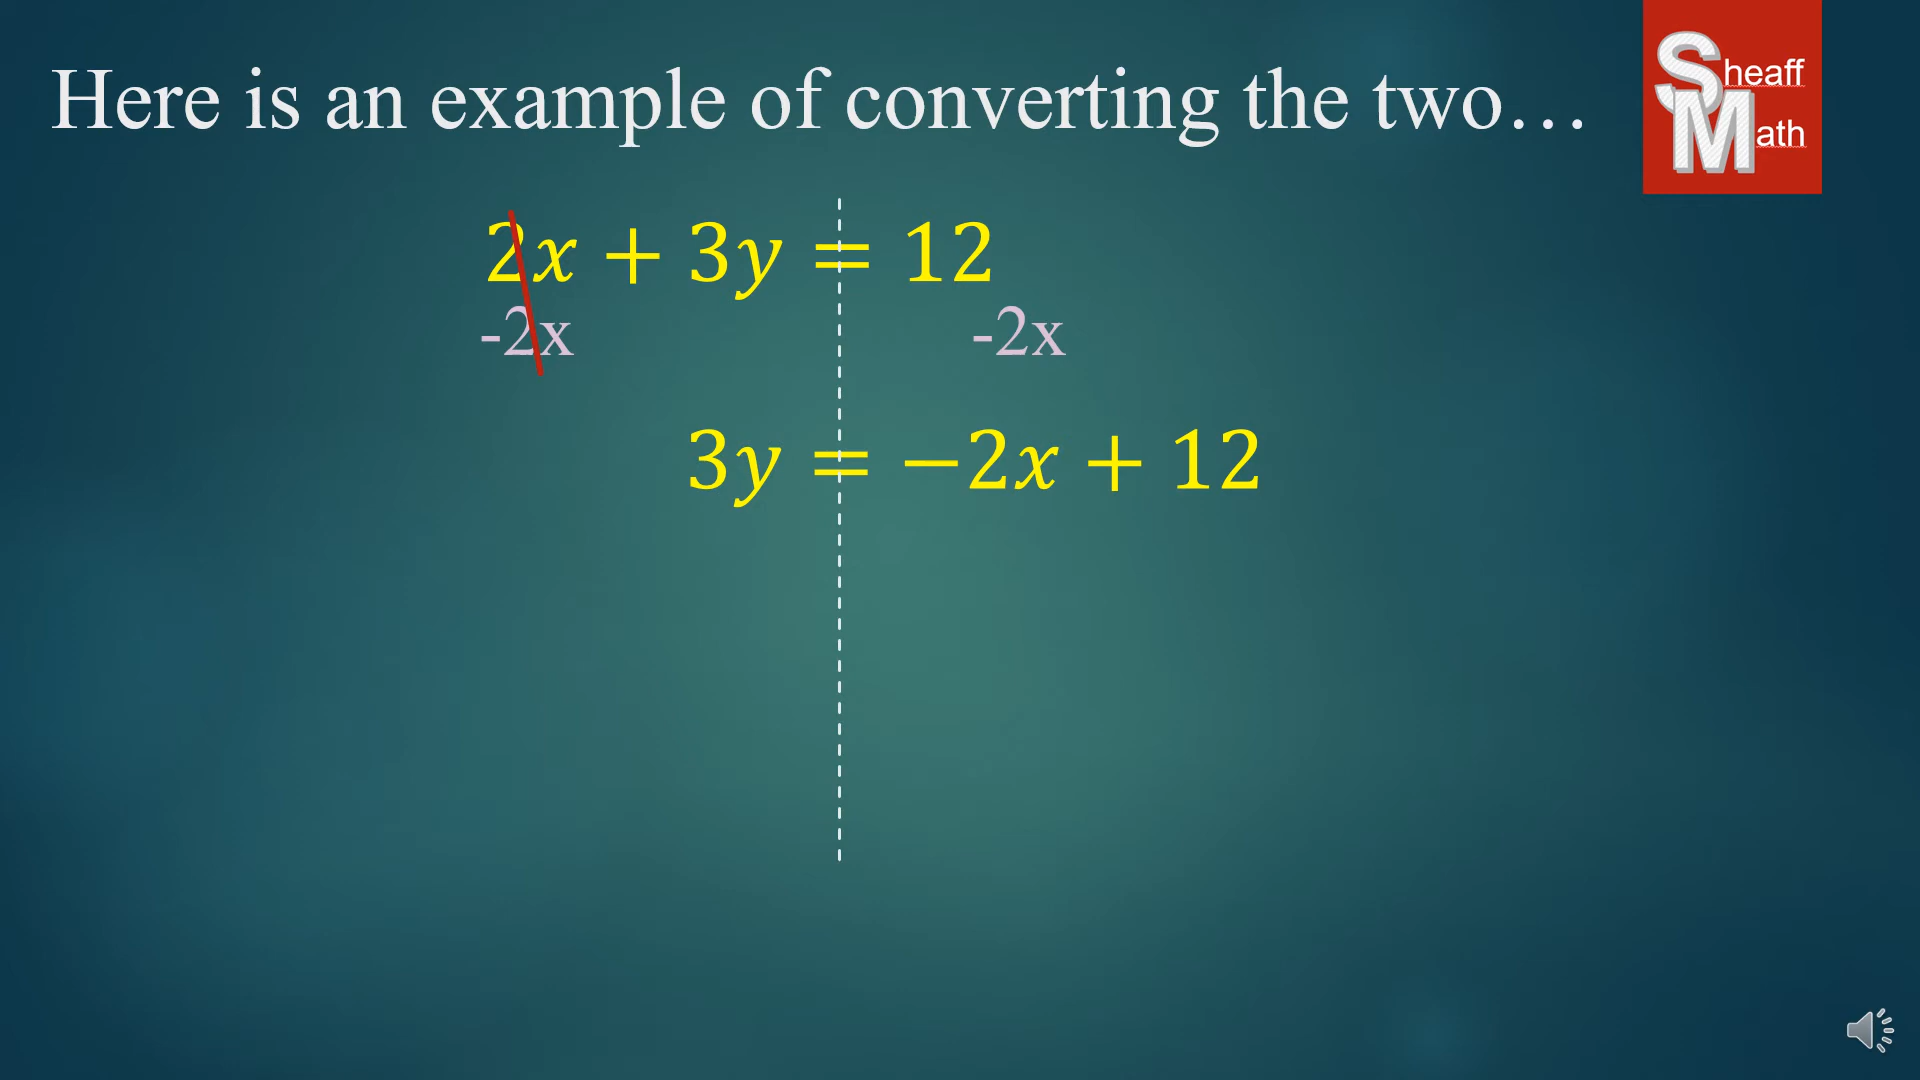 Here is an example of converting the two…
Sheaff
Math
2x + 3y = 12
-2x -2x
3y = −2x + 12